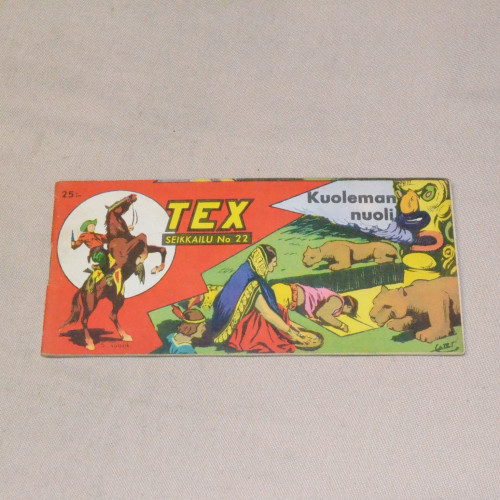 25:-
TEX
SEIKKAILU No 22
Kuoleman
nuoli